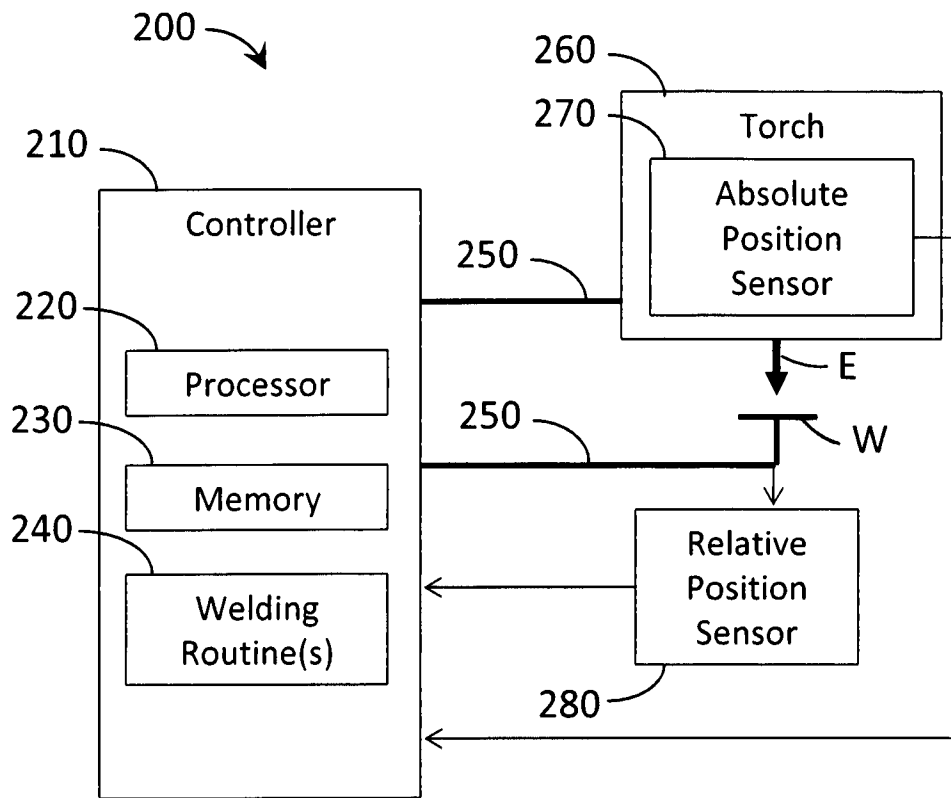 200
260
Torch
270
Absolute
Position
Sensor
210
Controller
250
220
Processor
E
230
250
W
Memory
240
Relative
Position
Sensor
Welding
Routine(s)
280